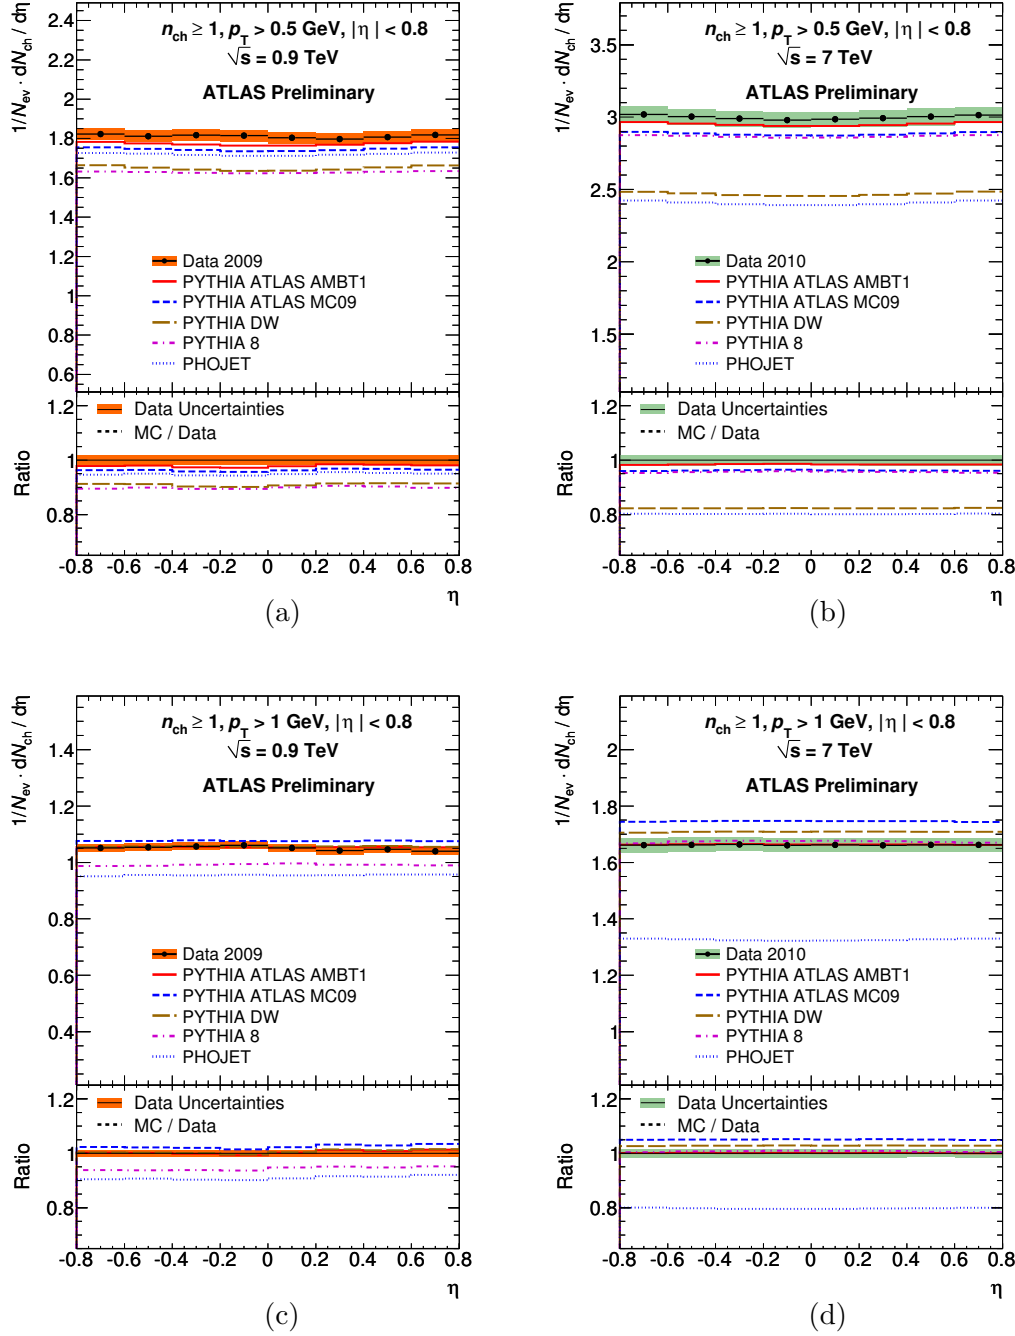 1/N_ev · dN_ch / dη
2.4
2.2
2
1.8
1.6
1.4
1.2
1
0.8
0.6
n_ch ≥ 1, p_T > 0.5 GeV, | η | < 0.8
√s = 0.9 TeV
ATLAS Preliminary
Data 2009
PYTHIA ATLAS AMBT1
PYTHIA ATLAS MC09
PYTHIA DW
PYTHIA 8
PHOJET
Ratio
1.2
1
0.8
Data Uncertainties
MC / Data
-0.8 -0.6 -0.4 -0.2 0 0.2 0.4 0.6 0.8
η
(a)
1/N_ev · dN_ch / dη
3.5
3
2.5
2
1.5
n_ch ≥ 1, p_T > 0.5 GeV, | η | < 0.8
√s = 7 TeV
ATLAS Preliminary
Data 2010
PYTHIA ATLAS AMBT1
PYTHIA ATLAS MC09
PYTHIA DW
PYTHIA 8
PHOJET
Ratio
1.2
1
0.8
Data Uncertainties
MC / Data
-0.8 -0.6 -0.4 -0.2 0 0.2 0.4 0.6 0.8
η
(b)
1/N_ev · dN_ch / dη
1.4
1.2
1
0.8
0.6
0.4
n_ch ≥ 1, p_T > 1 GeV, | η | < 0.8
√s = 0.9 TeV
ATLAS Preliminary
Data 2009
PYTHIA ATLAS AMBT1
PYTHIA ATLAS MC09
PYTHIA DW
PYTHIA 8
PHOJET
Ratio
1.2
1
0.8
Data Uncertainties
MC / Data
-0.8 -0.6 -0.4 -0.2 0 0.2 0.4 0.6 0.8
η
(c)
1/N_ev · dN_ch / dη
2
1.8
1.6
1.4
1.2
1
n_ch ≥ 1, p_T > 1 GeV, | η | < 0.8
√s = 7 TeV
ATLAS Preliminary
Data 2010
PYTHIA ATLAS AMBT1
PYTHIA ATLAS MC09
PYTHIA DW
PYTHIA 8
PHOJET
Ratio
1.2
1
0.8
Data Uncertainties
MC / Data
-0.8 -0.6 -0.4 -0.2 0 0.2 0.4 0.6 0.8
η
(d)